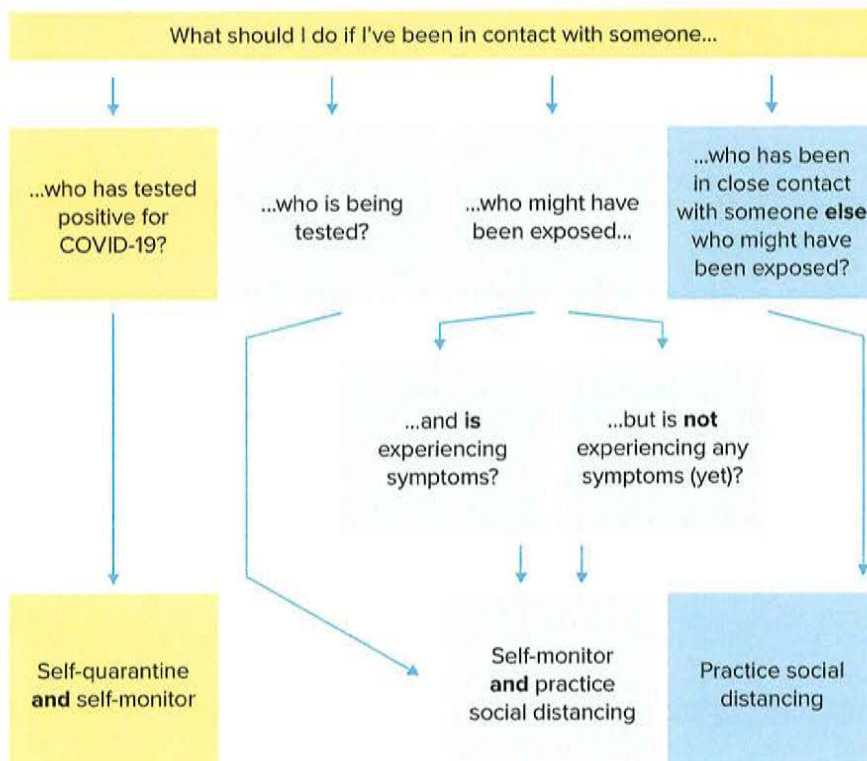 What should I do if I've been in contact with someone...
...who has tested
positive for
COVID-19?
...who is being
tested?
...who might have
been exposed...
...who has been
in close contact
with someone else
who might have
been exposed?
...and is
experiencing
symptoms?
...but is not
experiencing any
symptoms (yet)?
Self-quarantine
and self-monitor
Self-monitor
and practice
social distancing
Practice social
distancing